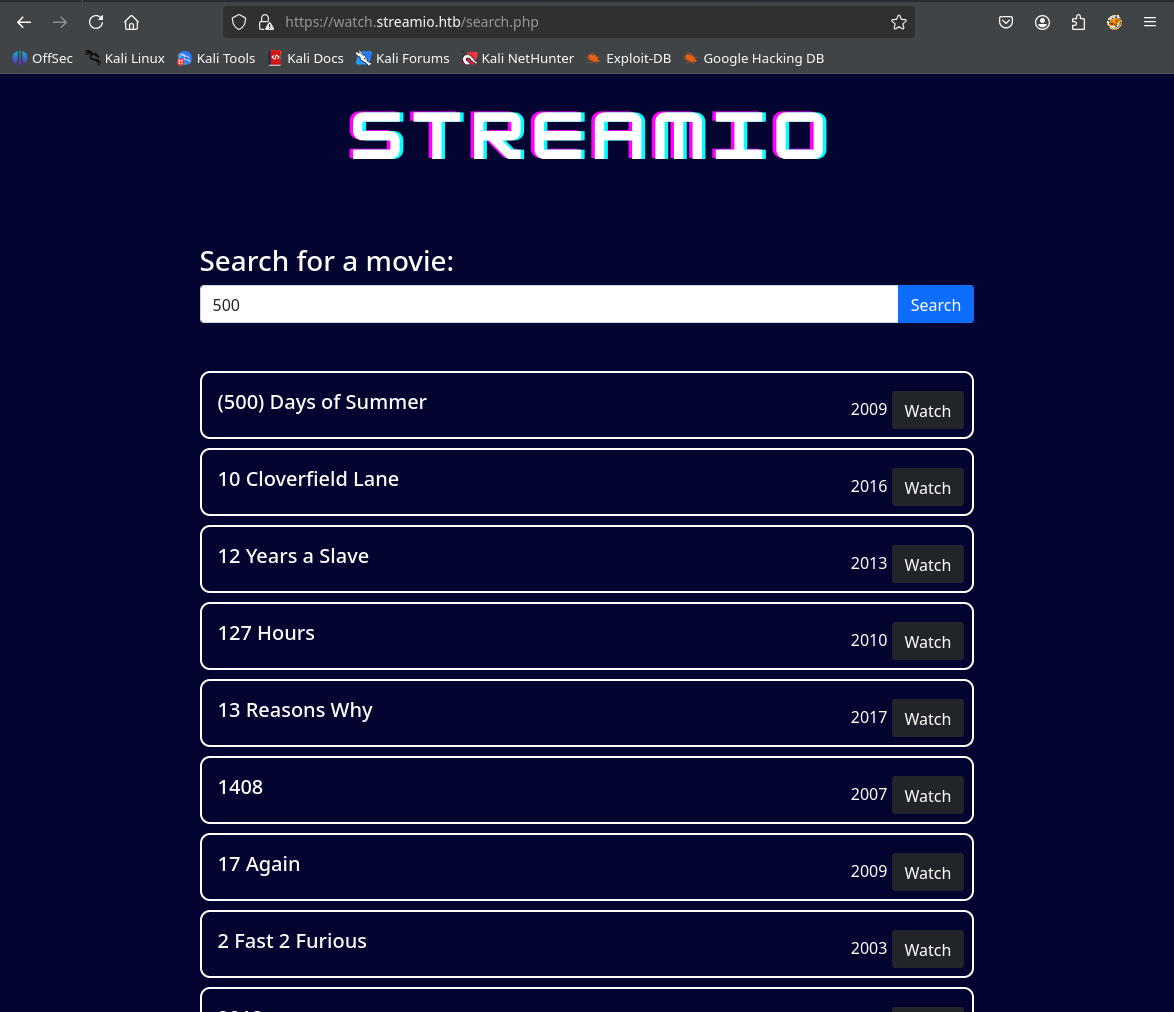 https://watch.streamio.htb/search.php
OffSec Kali Linux Kali Tools Kali Docs Kali Forums Kali NetHunter Exploit-DB Google Hacking DB
STREAMIO
Search for a movie:
500 Search
(500) Days of Summer 2009 Watch
10 Cloverfield Lane 2016 Watch
12 Years a Slave 2013 Watch
127 Hours 2010 Watch
13 Reasons Why 2017 Watch
1408 2007 Watch
17 Again 2009 Watch
2 Fast 2 Furious 2003 Watch